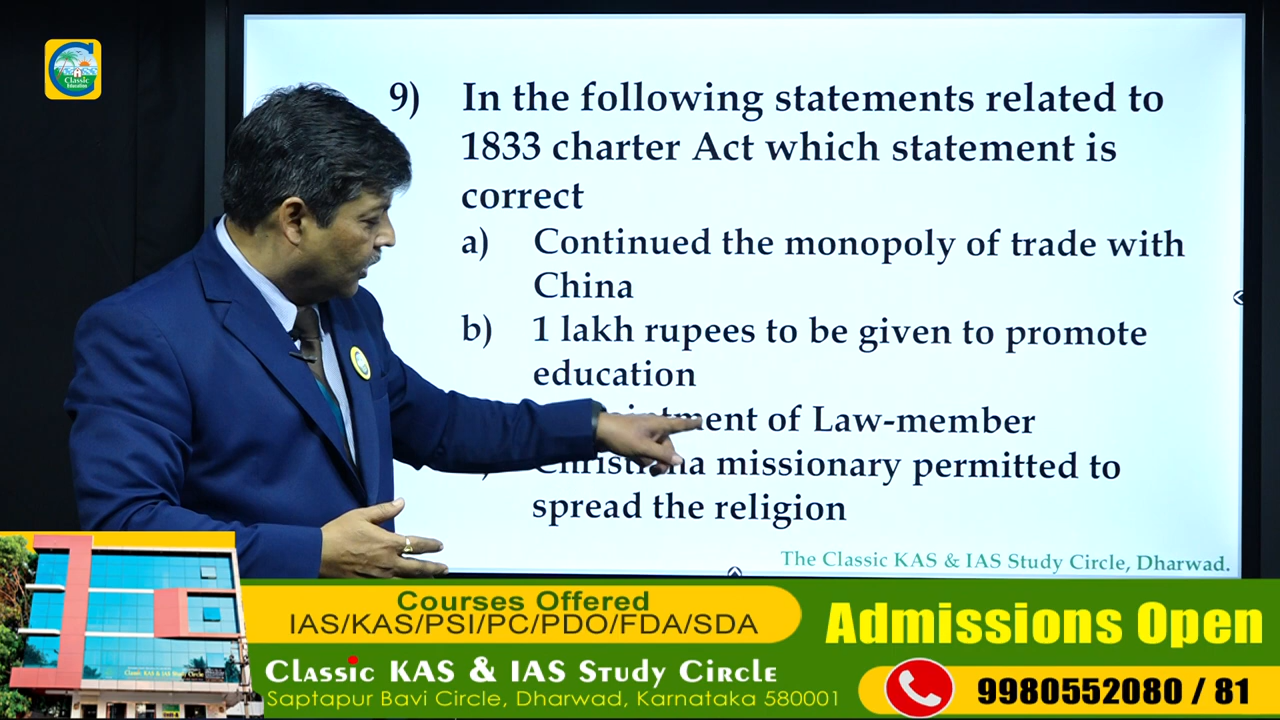 Classic
Education
9) In the following statements related to
1833 charter Act which statement is
correct
a) Continued the monopoly of trade with
China
b) 1 lakh rupees to be given to promote
education
of Law-member
missionary permitted to
spread the religion
The Classic KAS & IAS Study Circle, Dharwad.
Courses Offered
IAS/KAS/PSI/PC/PDO/FDA/SDA
Admissions Open
Classic KAS & IAS Study Circle
Saptapur Bavi Circle, Dharwad, Karnataka 580001
9980552080 / 81